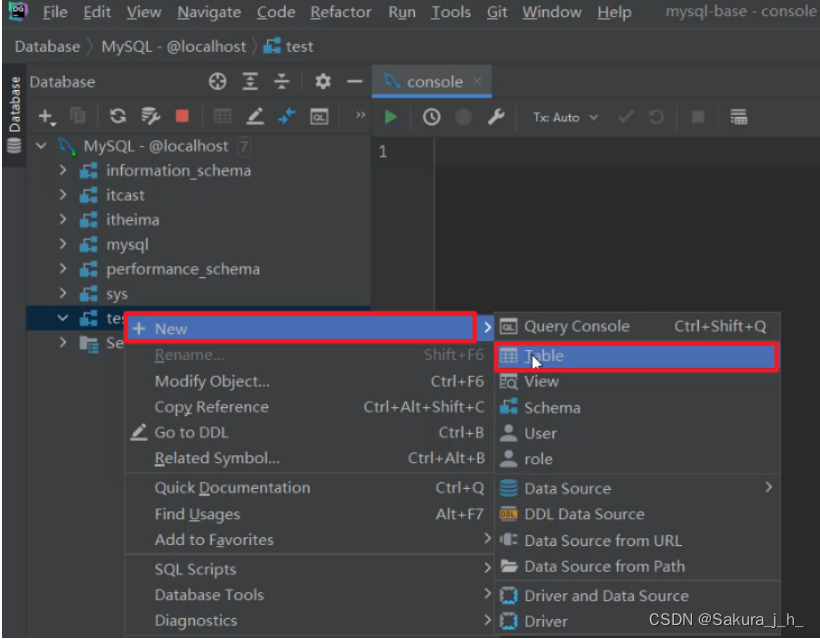 File Edit View Navigate Code Refactor Run Tools Git Window Help mysql-base - console
Database MySQL - @localhost test
Database
Database
console
Tx: Auto
MySQL - @localhost 7
1
information_schema
itcast
itheima
mysql
performance_schema
sys
tes
Se
New
Rename... Shift+F6
Modify Object... Ctrl+F6
Copy Reference Ctrl+Alt+Shift+C
Go to DDL Ctrl+B
Related Symbol... Ctrl+Alt+B
Quick Documentation Ctrl+Q
Find Usages Alt+F7
Add to Favorites
SQL Scripts
Database Tools
Diagnostics
Query Console Ctrl+Shift+Q
Table
View
Schema
User
role
Data Source
DDL Data Source
Data Source from URL
Data Source from Path
Driver and Data Source
Driver
CSDN @Sakura_j_h_